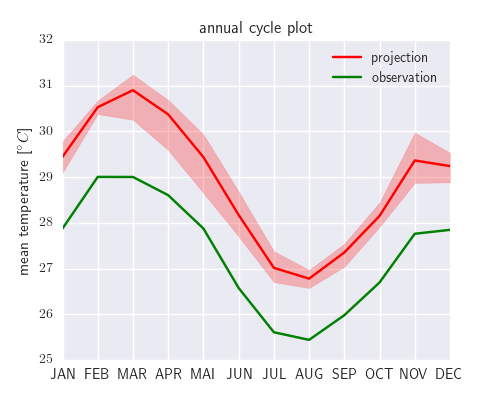 annual cycle plot
32
31
30
29
28
27
26
25
mean temperature [°C]
projection
observation
JAN FEB MAR APR MAI JUN JUL AUG SEP OCT NOV DEC